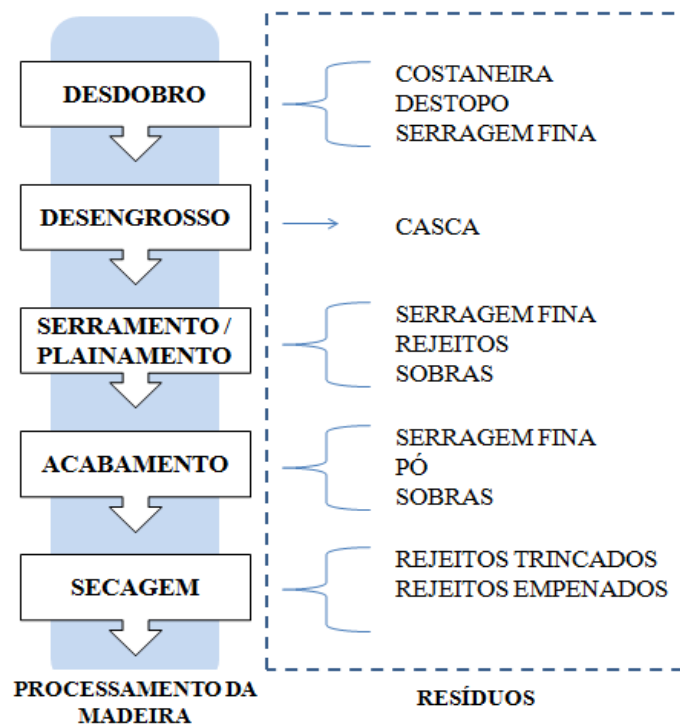 DESDOBRO
COSTANEIRA
DESTOPO
SERRAGEM FINA
DESENGROSSO
CASCA
SERRAMENTO /
PLAINAMENTO
SERRAGEM FINA
REJEITOS
SOBRAS
ACABAMENTO
SERRAGEM FINA
PÓ
SOBRAS
SECAGEM
REJEITOS TRINCADOS
REJEITOS EMPENADOS
PROCESSAMENTO DA
MADEIRA
RESÍDUOS